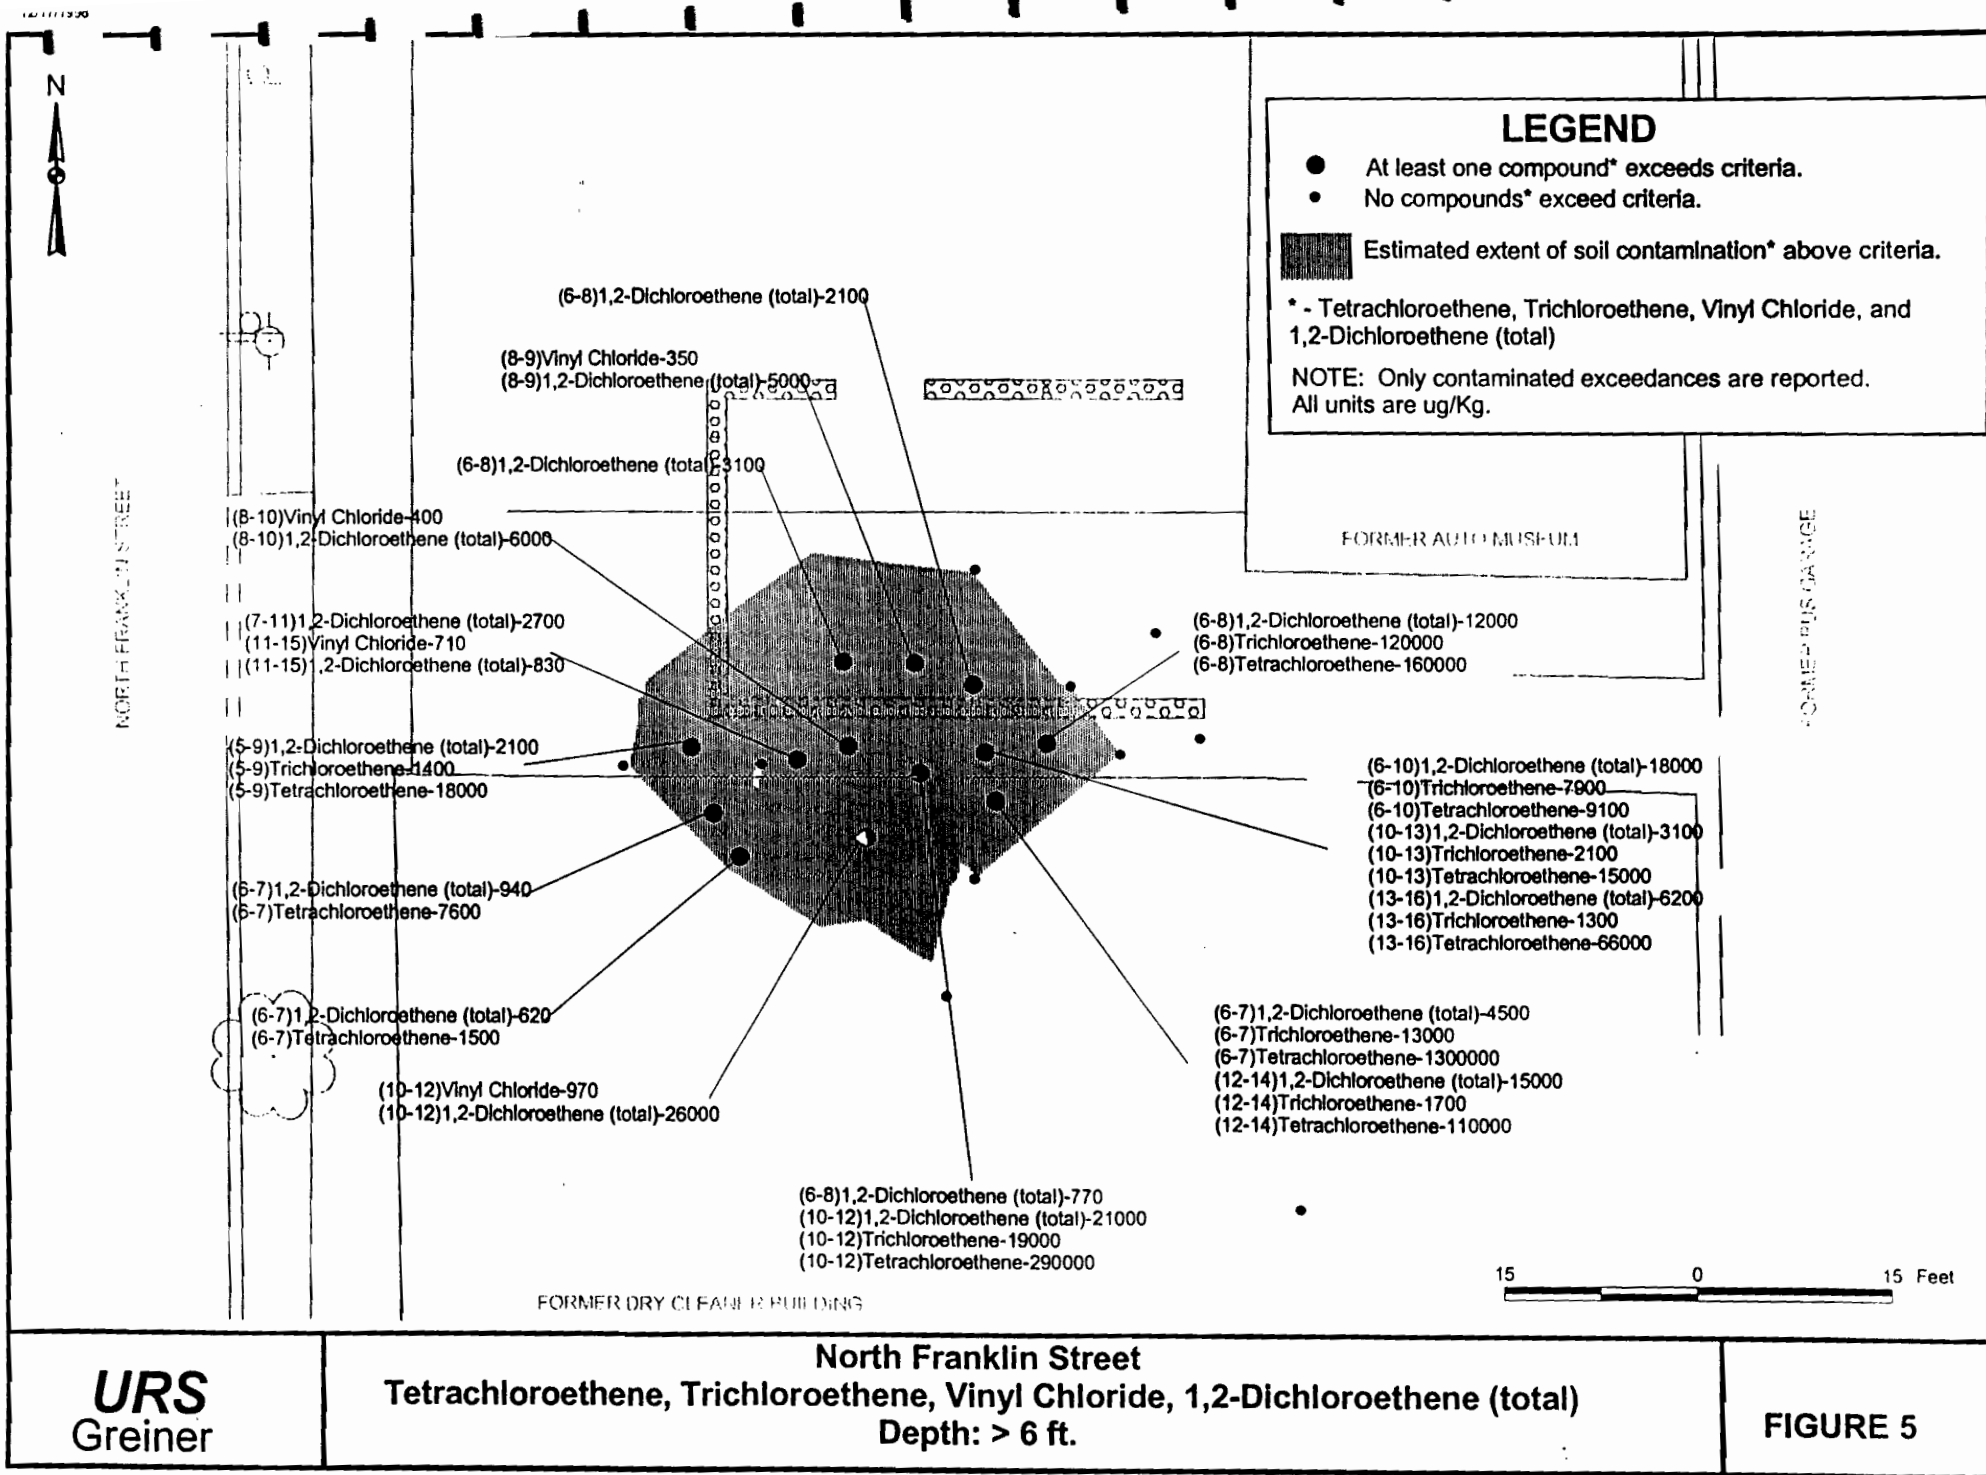 12/17/1998
N
LEGEND
At least one compound* exceeds criteria.
No compounds* exceed criteria.
Estimated extent of soil contamination* above criteria.
* - Tetrachloroethene, Trichloroethene, Vinyl Chloride, and
1,2-Dichloroethene (total)
NOTE: Only contaminated exceedances are reported.
All units are ug/Kg.
(6-8)1,2-Dichloroethene (total)-2100
(8-9)Vinyl Chloride-350
(8-9)1,2-Dichloroethene (total)-5000
(6-8)1,2-Dichloroethene (total)-3100
(8-10)Vinyl Chloride-400
(8-10)1,2-Dichloroethene (total)-6000
NORTH FRANKLIN STREET
FORMER AUTO MUSEUM
FORMER BUS GARAGE
(7-11)1,2-Dichloroethene (total)-2700
(11-15)Vinyl Chloride-710
(11-15)1,2-Dichloroethene (total)-830
(6-8)1,2-Dichloroethene (total)-12000
(6-8)Trichloroethene-120000
(6-8)Tetrachloroethene-160000
(5-9)1,2-Dichloroethene (total)-2100
(5-9)Trichloroethene-1400
(5-9)Tetrachloroethene-18000
(6-10)1,2-Dichloroethene (total)-18000
(6-10)Trichloroethene-7900
(6-10)Tetrachloroethene-9100
(10-13)1,2-Dichloroethene (total)-3100
(10-13)Trichloroethene-2100
(10-13)Tetrachloroethene-15000
(13-16)1,2-Dichloroethene (total)-6200
(13-16)Trichloroethene-1300
(13-16)Tetrachloroethene-66000
(6-7)1,2-Dichloroethene (total)-940
(6-7)Tetrachloroethene-7600
(6-7)1,2-Dichloroethene (total)-620
(6-7)Tetrachloroethene-1500
(6-7)1,2-Dichloroethene (total)-4500
(6-7)Trichloroethene-13000
(6-7)Tetrachloroethene-1300000
(12-14)1,2-Dichloroethene (total)-15000
(12-14)Trichloroethene-1700
(12-14)Tetrachloroethene-110000
(10-12)Vinyl Chloride-970
(10-12)1,2-Dichloroethene (total)-26000
(6-8)1,2-Dichloroethene (total)-770
(10-12)1,2-Dichloroethene (total)-21000
(10-12)Trichloroethene-19000
(10-12)Tetrachloroethene-290000
15 0 15 Feet
FORMER DRY CLEANER BUILDING
URS
Greiner
North Franklin Street
Tetrachloroethene, Trichloroethene, Vinyl Chloride, 1,2-Dichloroethene (total)
Depth: > 6 ft.
FIGURE 5